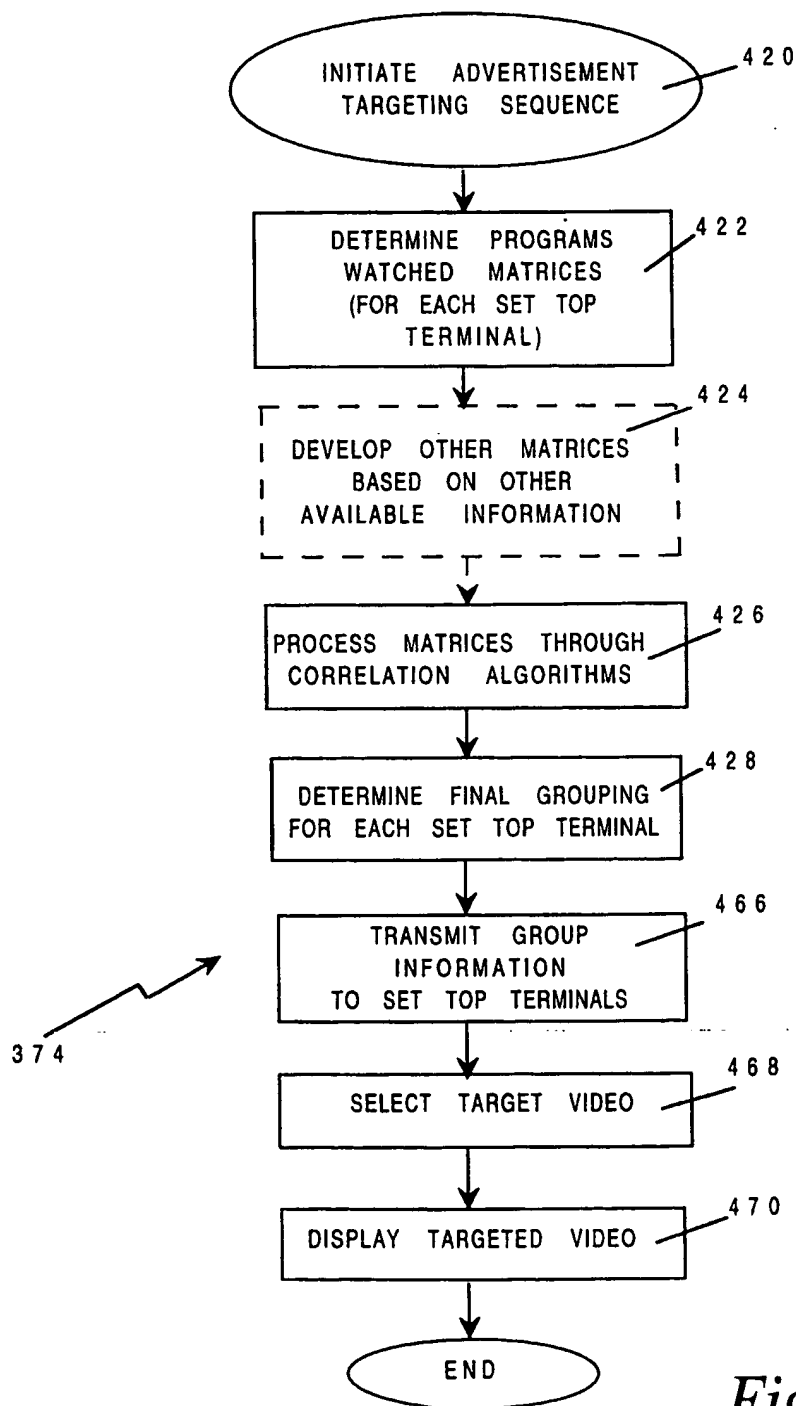 INITIATE ADVERTISEMENT
TARGETING SEQUENCE
420
DETERMINE PROGRAMS
WATCHED MATRICES
(FOR EACH SET TOP
TERMINAL)
422
424
DEVELOP OTHER MATRICES
BASED ON OTHER
AVAILABLE INFORMATION
426
PROCESS MATRICES THROUGH
CORRELATION ALGORITHMS
428
DETERMINE FINAL GROUPING
FOR EACH SET TOP TERMINAL
466
TRANSMIT GROUP
INFORMATION
TO SET TOP TERMINALS
374
468
SELECT TARGET VIDEO
470
DISPLAY TARGETED VIDEO
END
Fig